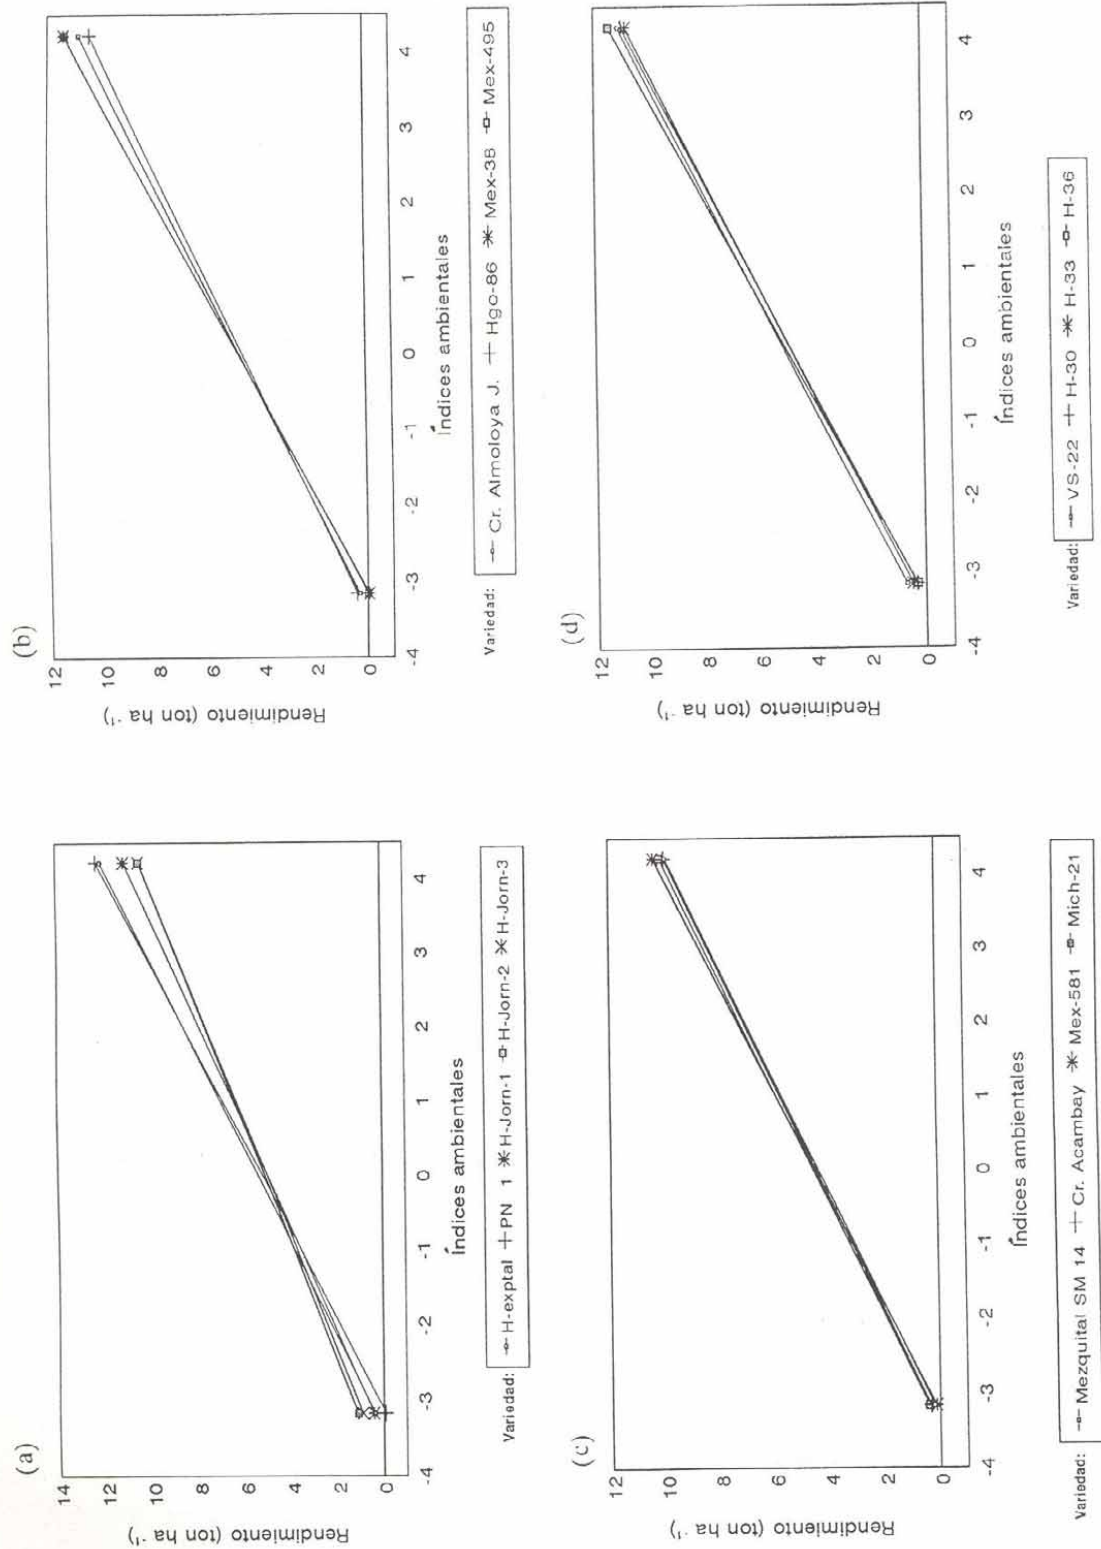 (a)
Rendimiento (ton ha⁻¹)
14
12
10
8
6
4
2
0
-4 -3 -2 -1 0 1 2 3 4
Índices ambientales
Variedad: H-exptal PN 1 H-Jorn-1 H-Jorn-2 H-Jorn-3
(b)
Rendimiento (ton ha⁻¹)
12
10
8
6
4
2
0
-4 -3 -2 -1 0 1 2 3 4
Índices ambientales
Variedad: Cr. Almoloya J. Hgo-86 Mex-38 Mex-495
(c)
Rendimiento (ton ha⁻¹)
12
10
8
6
4
2
0
-4 -3 -2 -1 0 1 2 3 4
Índices ambientales
Variedad: Mezquital SM 14 Cr. Acambay Mex-581 Mich-21
(d)
Rendimiento (ton ha⁻¹)
12
10
8
6
4
2
0
-4 -3 -2 -1 0 1 2 3 4
Índices ambientales
Variedad: VS-22 H-30 H-33 H-36